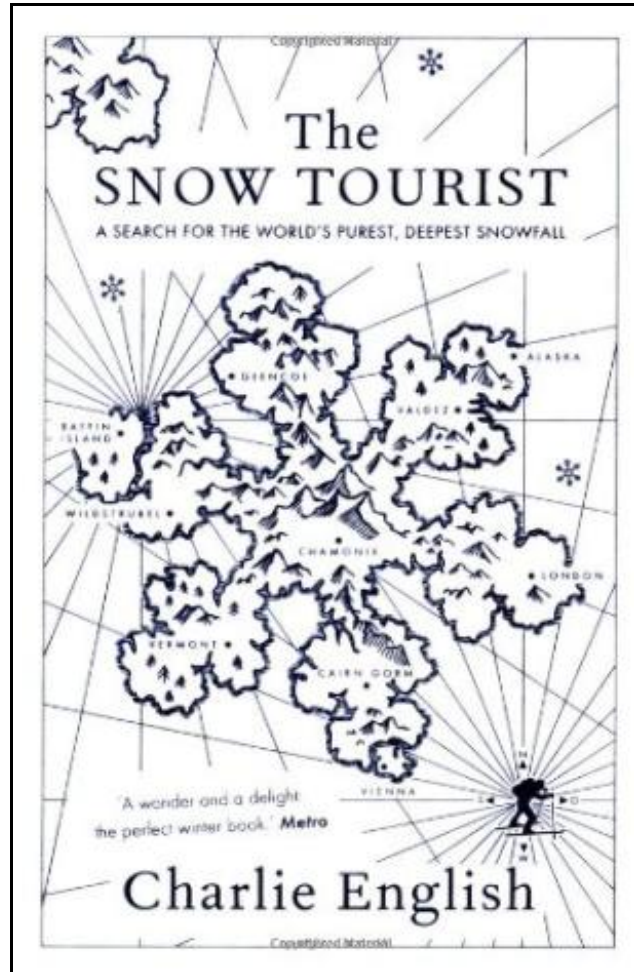 Copyrighted Material
The
SNOW TOURIST
A SEARCH FOR THE WORLD'S PUREST, DEEPEST SNOWFALL
ALASKA
GLENCOE
VALDEZ
BAFFIN
ISLAND
WILDSTRUBEL
CHAMONIX
LONDON
VERMONT
CAIRN GORM
VIENNA
N
'A wonder and a delight
the perfect winter book.' Metro
Charlie English
Copyrighted Material